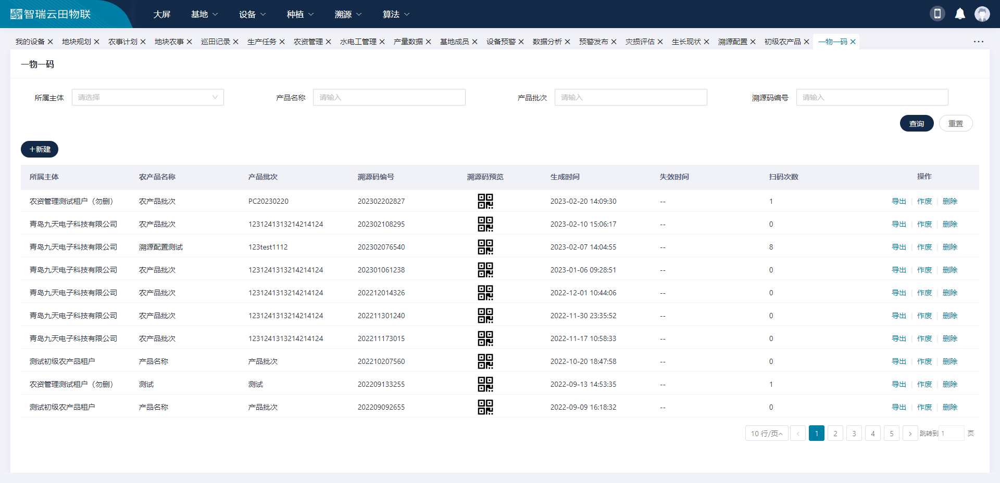 智瑞云田物联 大屏 基地 设备 种植 溯源 算法
我的设备 地块规划 农事计划 地块农事 巡田记录 生产任务 农资管理 水电工管理 产量数据 基地成员 设备预警 数据分析 预警发布 灾损评估 生长现状 溯源配置 初级农产品 一物一码 ···
一物一码
所属主体 请选择 产品名称 请输入 产品批次 请输入 溯源码编号 请输入
查询 重置
+新建
所属主体 农产品名称 产品批次 溯源码编号 溯源码预览 生成时间 失效时间 扫码次数 操作
农资管理测试租户（勿删） 农产品批次 PC20230220 202302202827 2023-02-20 14:09:30 -- 1 导出 作废 删除
青岛九天电子科技有限公司 农产品批次 1231241313214214124 202302108295 2023-02-10 15:06:17 -- 0 导出 作废 删除
青岛九天电子科技有限公司 溯源配置测试 123test1112 202302076540 2023-02-07 14:04:55 -- 8 导出 作废 删除
青岛九天电子科技有限公司 农产品批次 1231241313214214124 202301061238 2023-01-06 09:28:51 -- 0 导出 作废 删除
青岛九天电子科技有限公司 农产品批次 1231241313214214124 202212014326 2022-12-01 10:44:06 -- 0 导出 作废 删除
青岛九天电子科技有限公司 农产品批次 1231241313214214124 202211301240 2022-11-30 23:35:52 -- 0 导出 作废 删除
青岛九天电子科技有限公司 农产品批次 1231241313214214124 202211173015 2022-11-17 10:58:33 -- 0 导出 作废 删除
测试初级农产品租户 产品名称 产品批次 202210207560 2022-10-20 18:47:58 -- 0 导出 作废 删除
农资管理测试租户（勿删） 测试 测试 202209133255 2022-09-13 14:53:35 -- 1 导出 作废 删除
测试初级农产品租户 产品名称 产品批次 202209092655 2022-09-09 16:18:32 -- 0 导出 作废 删除
10 行/页 1 2 3 4 5 跳转到 1 页